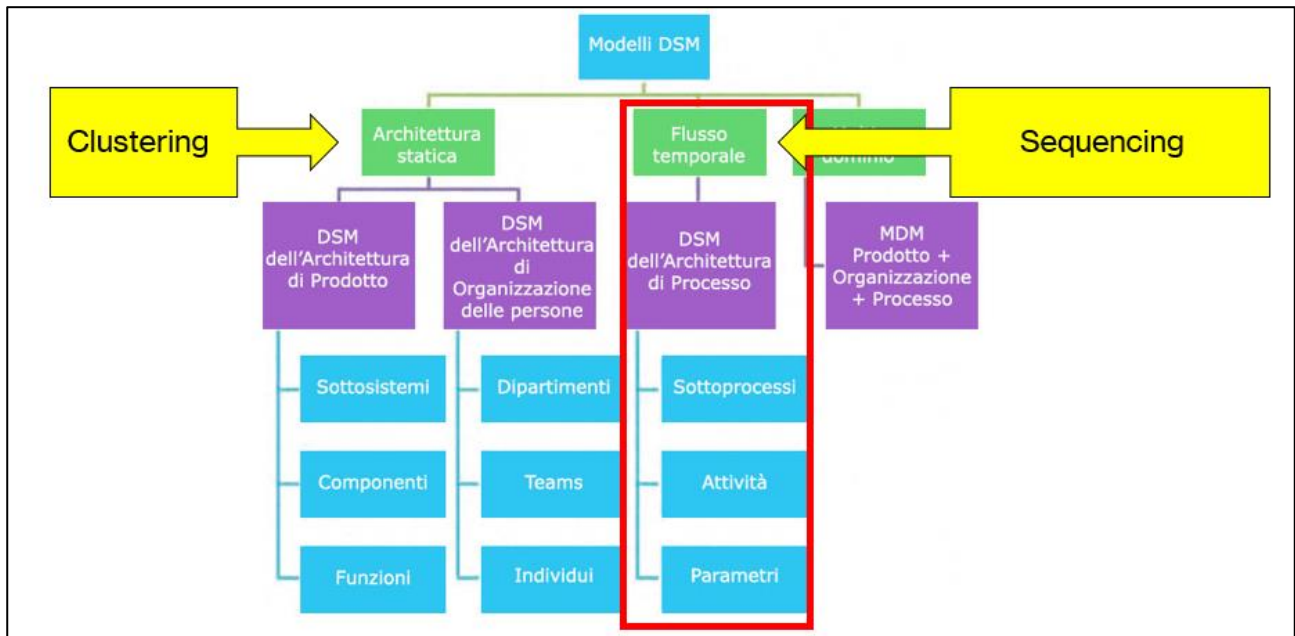 Modelli DSM
Clustering
Architettura
statica
Flusso
temporale
dominio
Sequencing
DSM
dell'Architettura
di Prodotto
DSM
dell'Architettura
di
Organizzazione
delle persone
DSM
dell'Architettura
di Processo
MDM
Prodotto +
Organizzazione
+ Processo
Sottosistemi
Dipartimenti
Sottoprocessi
Componenti
Teams
Attività
Funzioni
Individui
Parametri